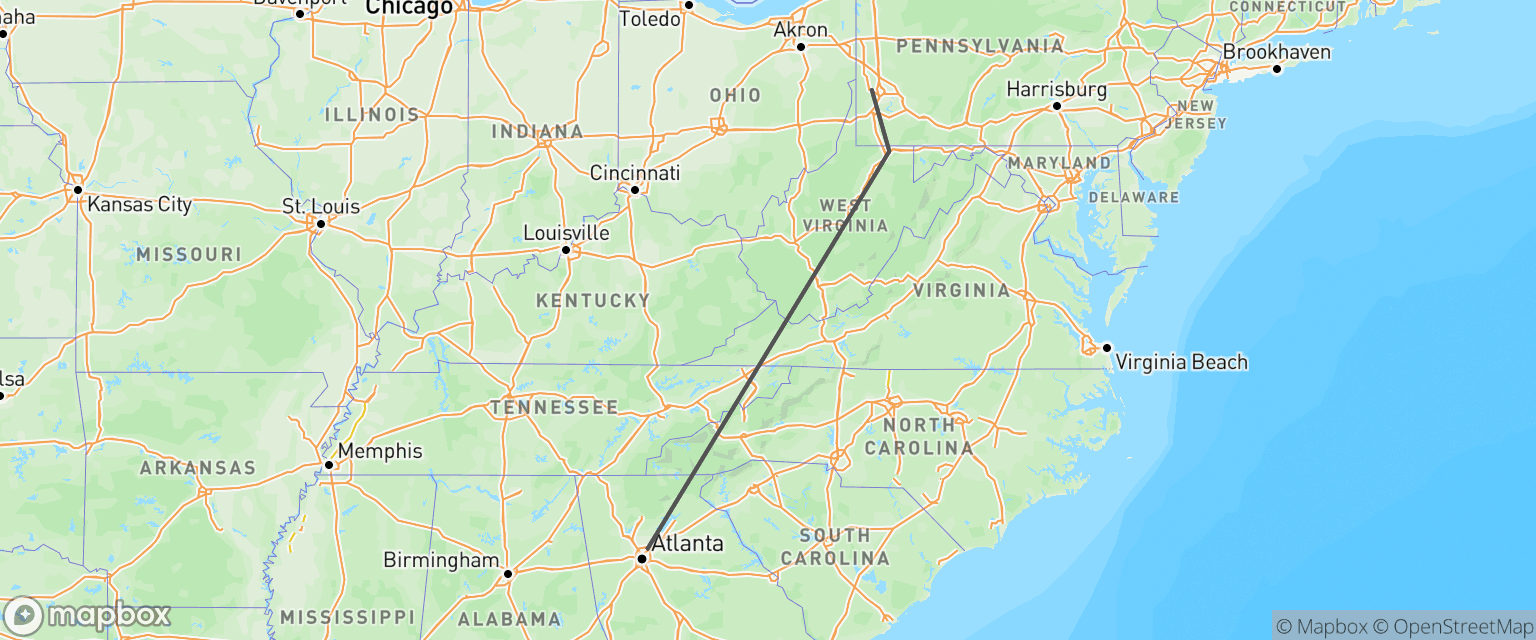 Davenport
Chicago
Toledo
Akron
PENNSYLVANIA
CONNECTICUT
Brookhaven
OHIO
Harrisburg
NEW
JERSEY
ILLINOIS
INDIANA
MARYLAND
DELAWARE
Cincinnati
Kansas City
St. Louis
WEST
VIRGINIA
Louisville
MISSOURI
KENTUCKY
VIRGINIA
Virginia Beach
TENNESSEE
NORTH
CAROLINA
Memphis
ARKANSAS
SOUTH
CAROLINA
Atlanta
Birmingham
MISSISSIPPI
ALABAMA
mapbox
© Mapbox © OpenStreetMap